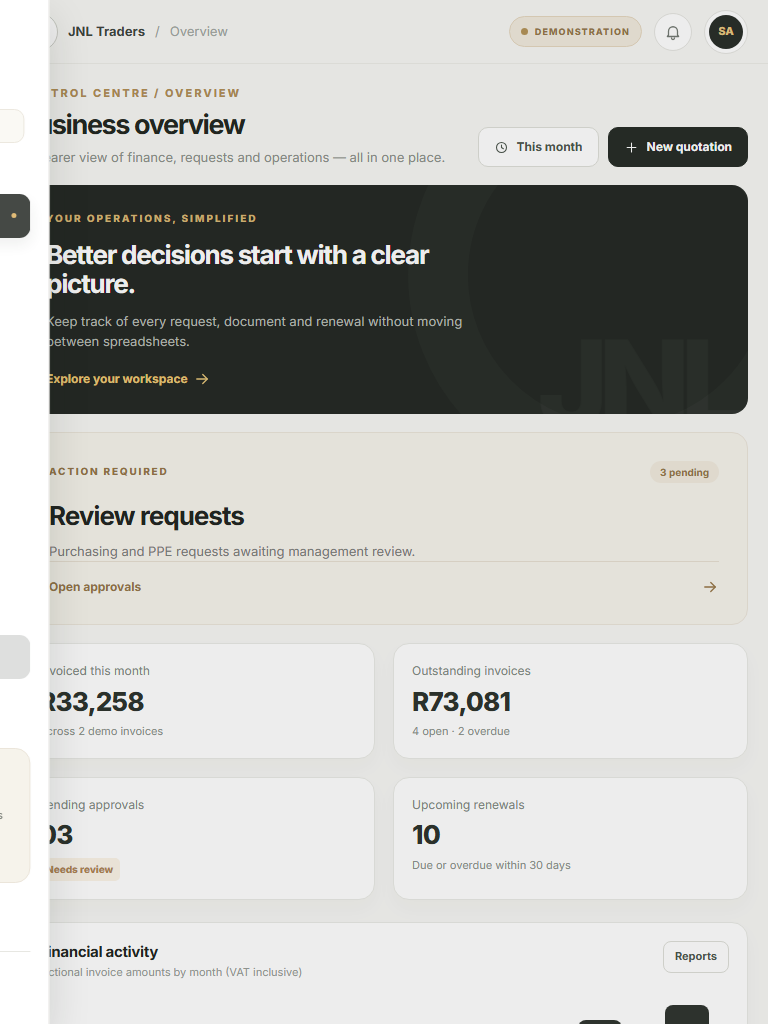 JNL Traders / Overview
DEMONSTRATION
SA
TROL CENTRE / OVERVIEW
siness overview
arer view of finance, requests and operations — all in one place.
This month
New quotation
YOUR OPERATIONS, SIMPLIFIED
Better decisions start with a clear
picture.
Keep track of every request, document and renewal without moving
between spreadsheets.
Explore your workspace
JNL
ACTION REQUIRED
3 pending
Review requests
Purchasing and PPE requests awaiting management review.
Open approvals
voiced this month
R33,258
cross 2 demo invoices
Outstanding invoices
R73,081
4 open · 2 overdue
ending approvals
03
Needs review
Upcoming renewals
10
Due or overdue within 30 days
s
inancial activity
ctional invoice amounts by month (VAT inclusive)
Reports